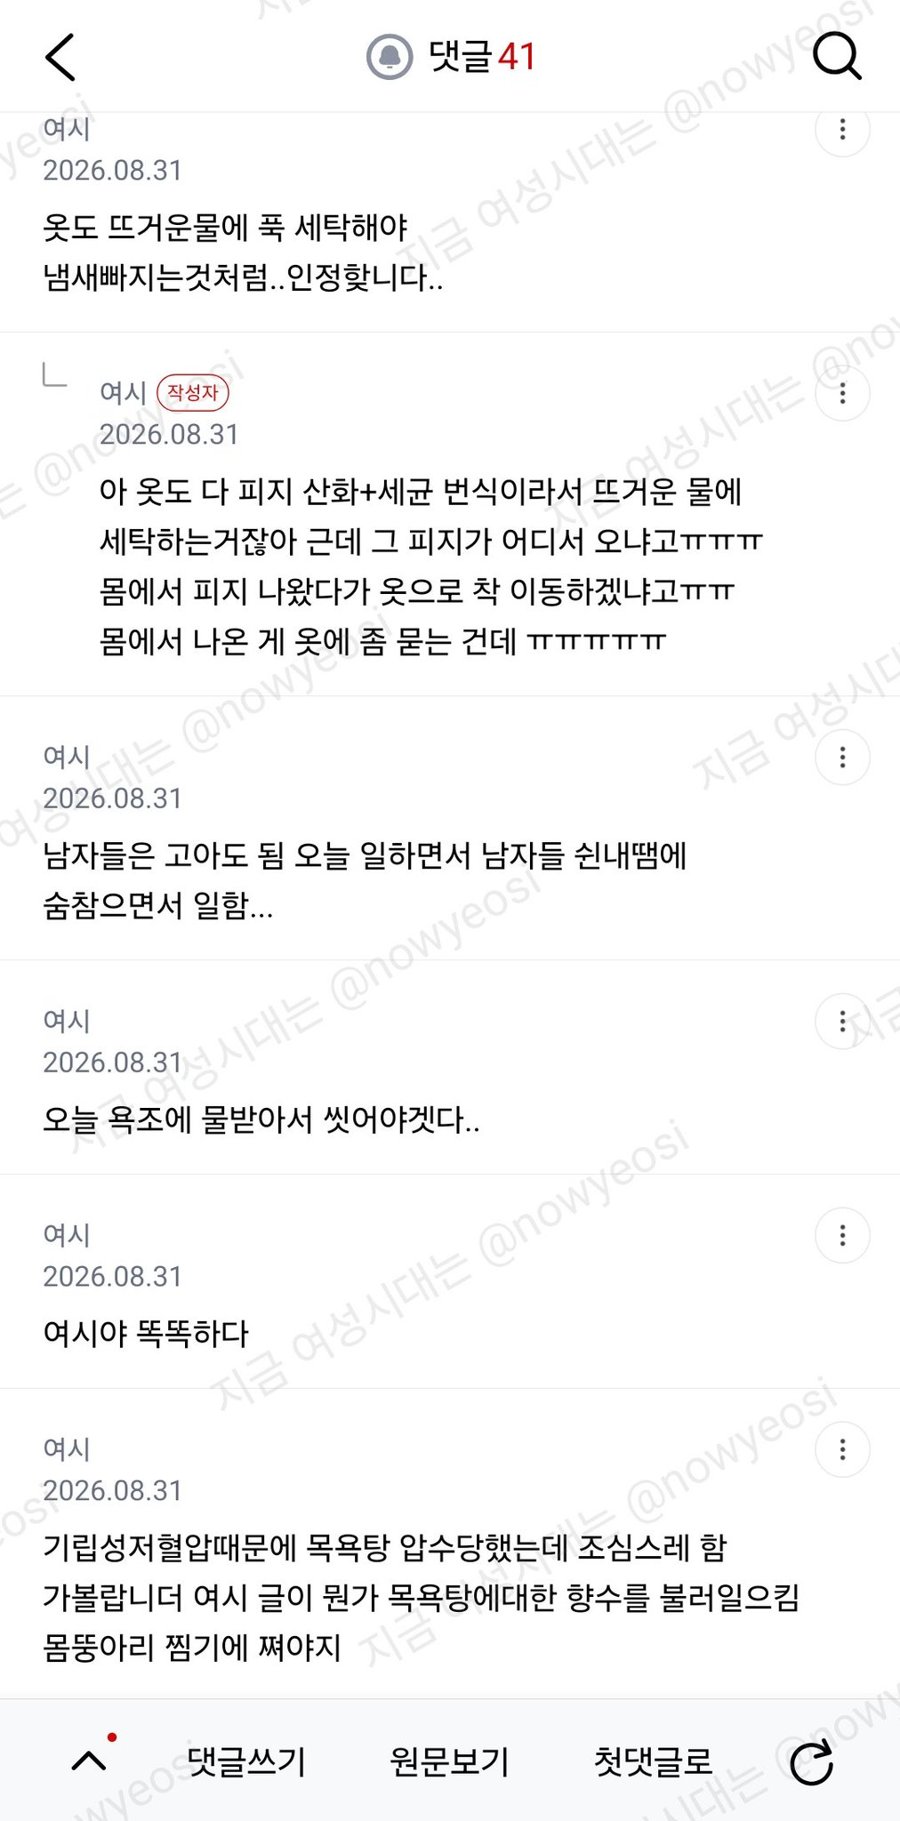 댓글 41
여시
2026.08.31
옷도 뜨거운물에 푹 세탁해야
냄새빠지는것처럼..인정핮니다..
여시 작성자
2026.08.31
아 옷도 다 피지 산화+세균 번식이라서 뜨거운 물에
세탁하는거잖아 근데 그 피지가 어디서 오냐고ㅠㅠㅠ
몸에서 피지 나왔다가 옷으로 착 이동하겠냐고ㅠㅠ
몸에서 나온 게 옷에 좀 묻는 건데 ㅠㅠㅠㅠㅠ
여시
2026.08.31
남자들은 고아도 됨 오늘 일하면서 남자들 쉰내땜에
숨참으면서 일함...
여시
2026.08.31
오늘 욕조에 물받아서 씻어야겟다..
여시
2026.08.31
여시야 똑똑하다
여시
2026.08.31
기립성저혈압때문에 목욕탕 압수당했는데 조심스레 함
가볼랍니더 여시 글이 뭔가 목욕탕에대한 향수를 불러일으킴
몸뚱아리 찜기에 쪄야지
댓글쓰기 원문보기 첫댓글로
지금 여성시대는 @nowyeosi